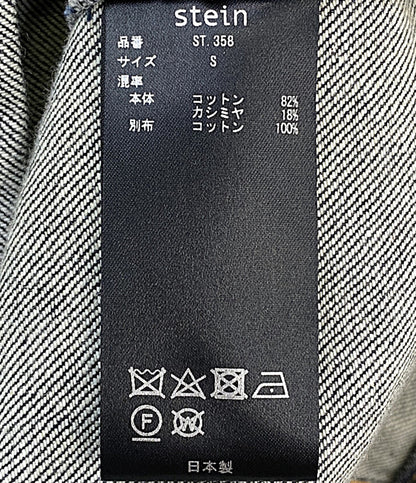 stein
品番 ST. 358
サイズ S
混率
本体 コットン 82%
カシミヤ 18%
別布 コットン 100%
F W
日本製